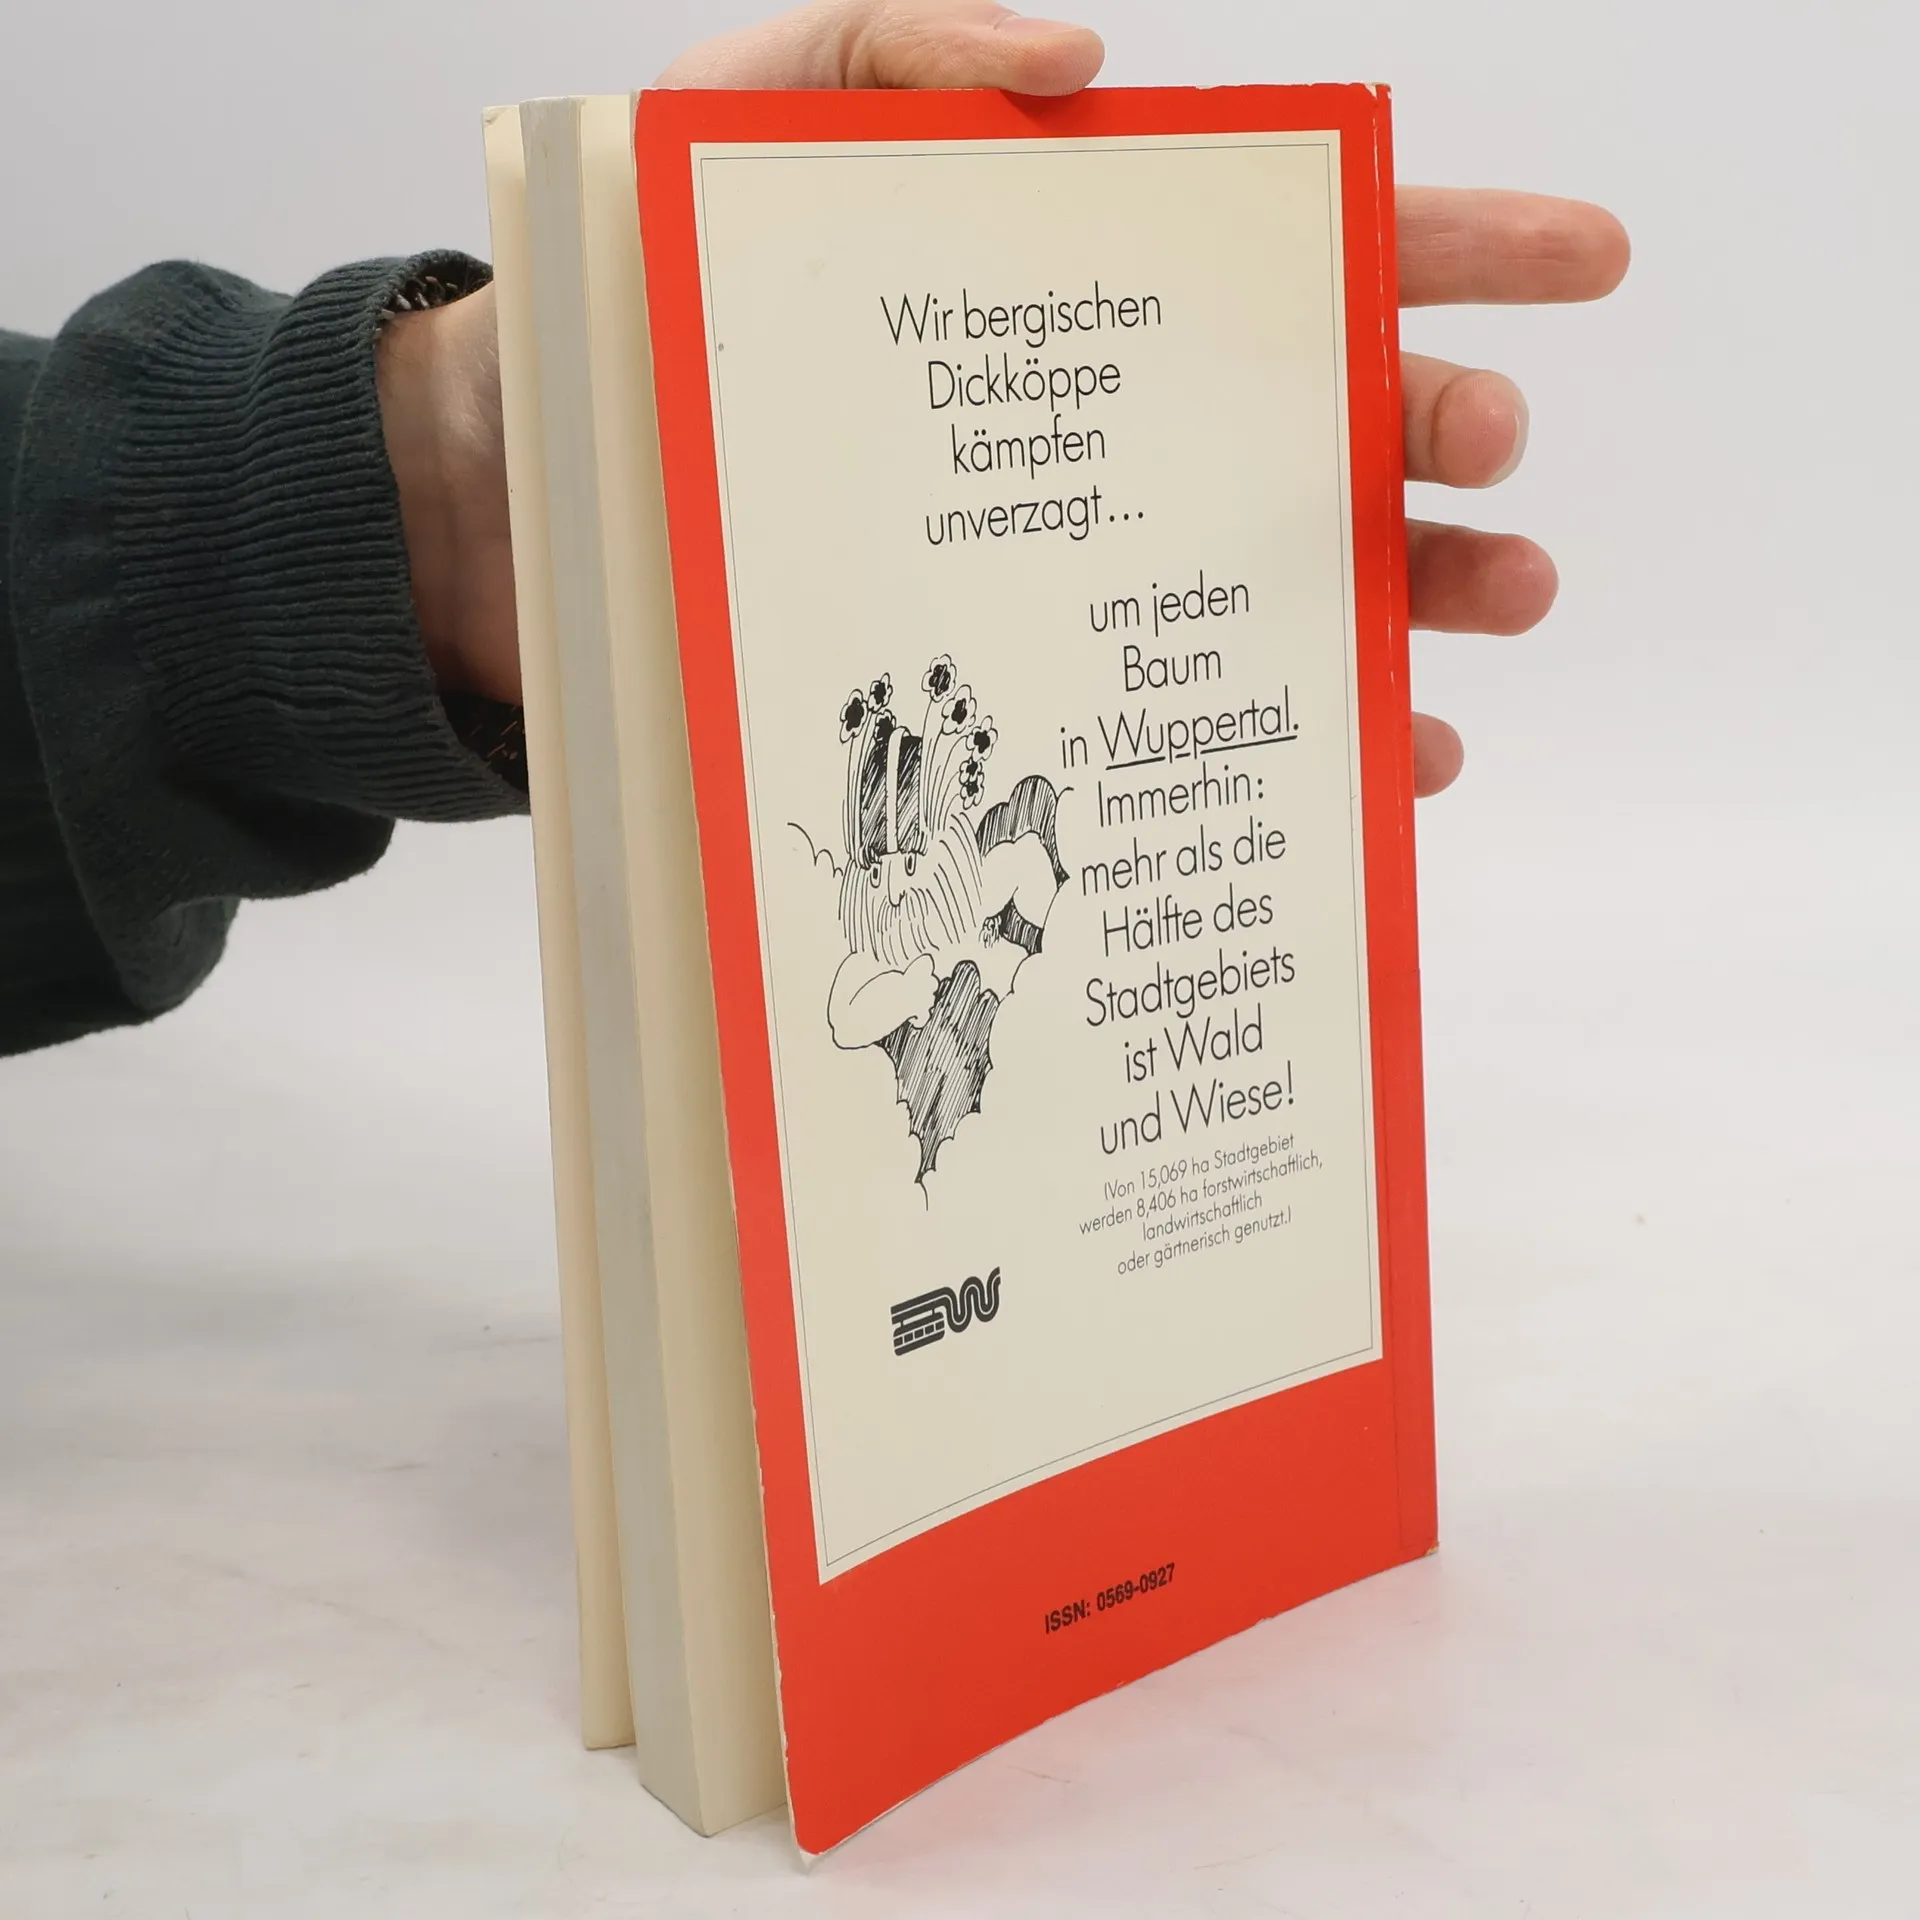 Wir bergischen
Dickköppe
kämpfen
unverzagt...
um jeden
Baum
in Wuppertal.
Immerhin:
mehr als die
Hälfte des
Stadtgebiets
ist Wald
und Wiese!
(Von 15,069 ha Stadtgebiet
werden 8,406 ha forstwirtschaftlich,
landwirtschaftlich
oder gärtnerisch genutzt.)
W
ISSN: 0569-0927